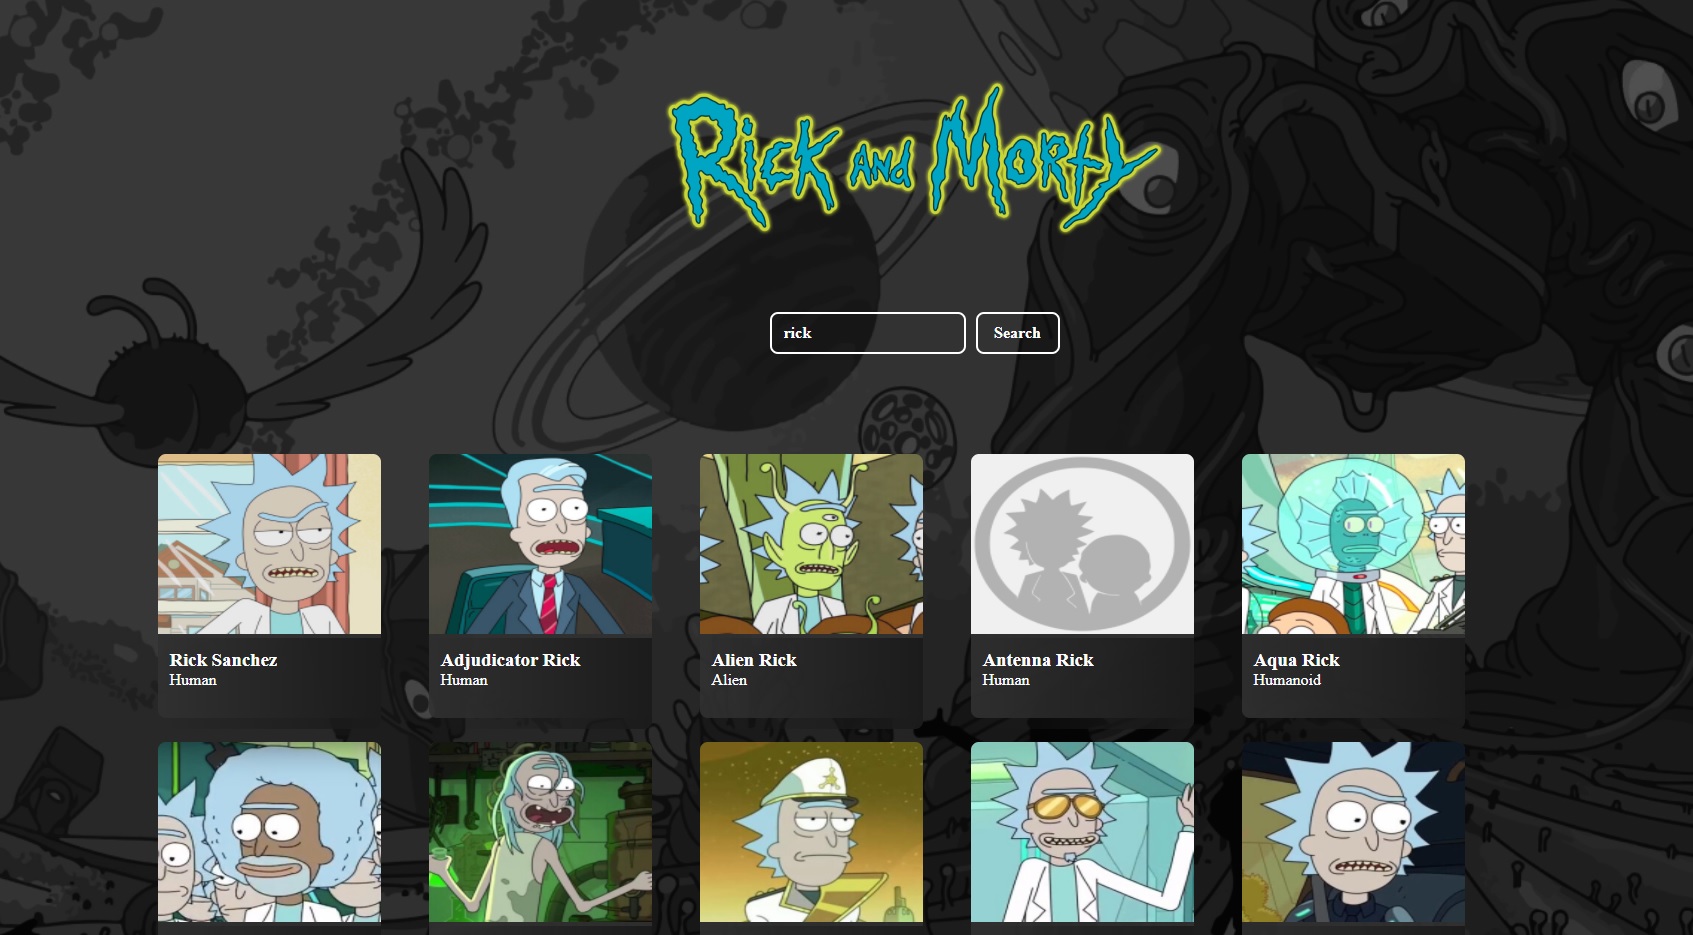 Rick and Morty
rick
Search
Rick Sanchez
Human
Adjudicator Rick
Human
Alien Rick
Alien
Antenna Rick
Human
Aqua Rick
Humanoid